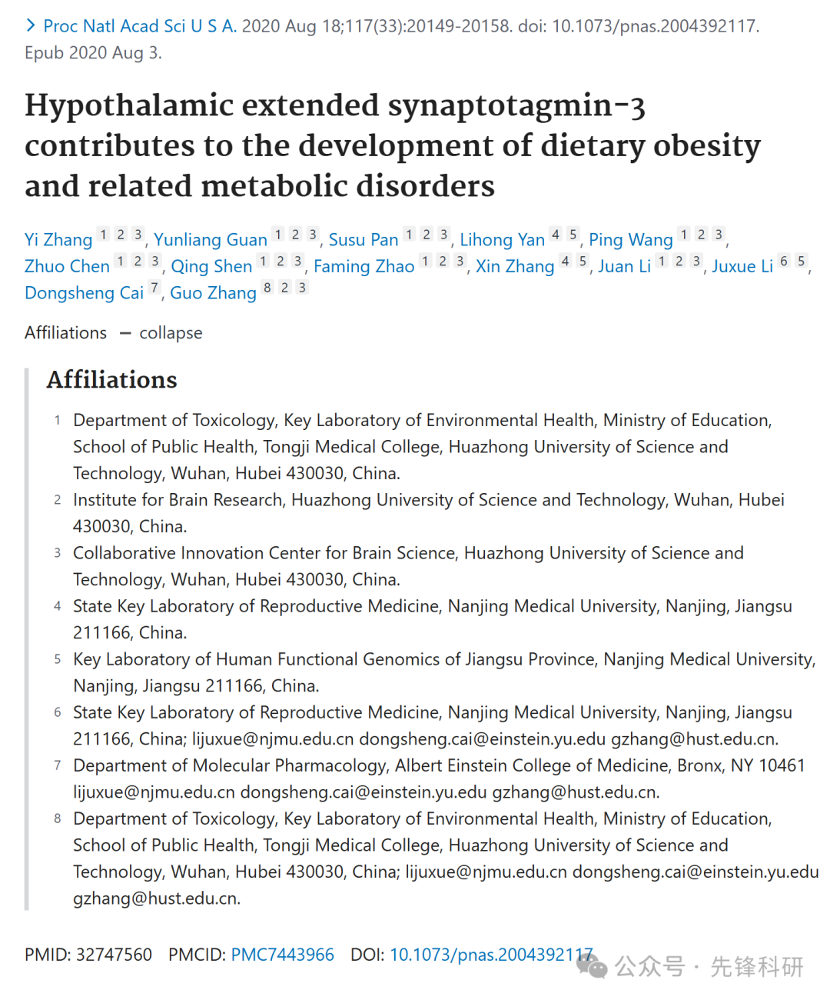 > Proc Natl Acad Sci U S A. 2020 Aug 18;117(33):20149-20158. doi: 10.1073/pnas.2004392117.
Epub 2020 Aug 3.
Hypothalamic extended synaptotagmin-3
contributes to the development of dietary obesity
and related metabolic disorders
Yi Zhang 1 2 3, Yunliang Guan 1 2 3, Susu Pan 1 2 3, Lihong Yan 4 5, Ping Wang 1 2 3,
Zhuo Chen 1 2 3, Qing Shen 1 2 3, Faming Zhao 1 2 3, Xin Zhang 4 5, Juan Li 1 2 3, Juxue Li 6 5,
Dongsheng Cai 7, Guo Zhang 8 2 3
Affiliations — collapse
Affiliations
1 Department of Toxicology, Key Laboratory of Environmental Health, Ministry of Education,
School of Public Health, Tongji Medical College, Huazhong University of Science and
Technology, Wuhan, Hubei 430030, China.
2 Institute for Brain Research, Huazhong University of Science and Technology, Wuhan, Hubei
430030, China.
3 Collaborative Innovation Center for Brain Science, Huazhong University of Science and
Technology, Wuhan, Hubei 430030, China.
4 State Key Laboratory of Reproductive Medicine, Nanjing Medical University, Nanjing, Jiangsu
211166, China.
5 Key Laboratory of Human Functional Genomics of Jiangsu Province, Nanjing Medical University,
Nanjing, Jiangsu 211166, China.
6 State Key Laboratory of Reproductive Medicine, Nanjing Medical University, Nanjing, Jiangsu
211166, China; lijuxue@njmu.edu.cn dongsheng.cai@einstein.yu.edu gzhang@hust.edu.cn.
7 Department of Molecular Pharmacology, Albert Einstein College of Medicine, Bronx, NY 10461
lijuxue@njmu.edu.cn dongsheng.cai@einstein.yu.edu gzhang@hust.edu.cn.
8 Department of Toxicology, Key Laboratory of Environmental Health, Ministry of Education,
School of Public Health, Tongji Medical College, Huazhong University of Science and
Technology, Wuhan, Hubei 430030, China; lijuxue@njmu.edu.cn dongsheng.cai@einstein.yu.edu
gzhang@hust.edu.cn.
PMID: 32747560 PMCID: PMC7443966 DOI: 10.1073/pnas.2004392117
公众号 · 先锋科研